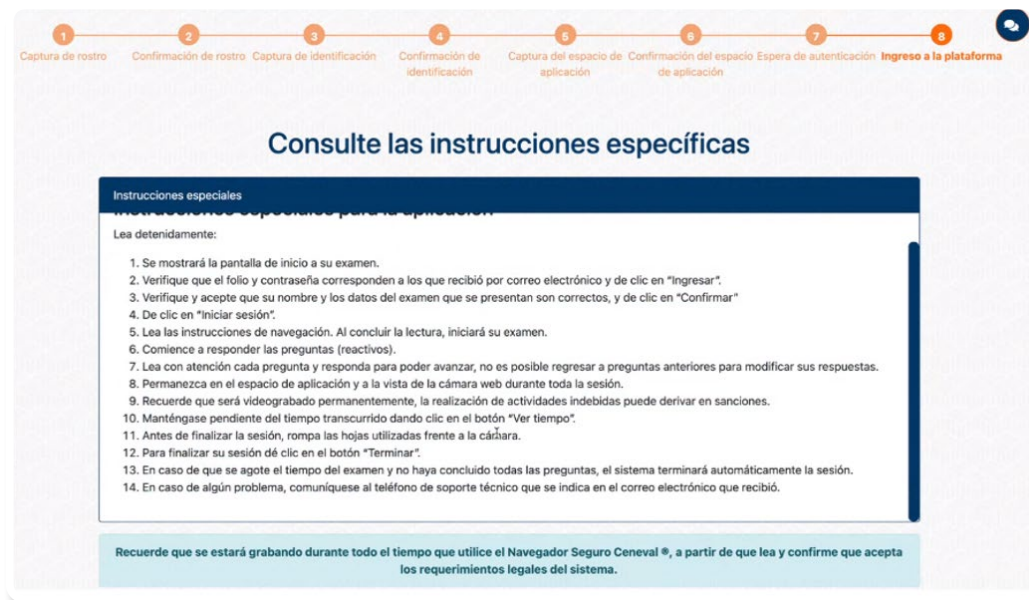 1 2 3 4 5 6 7 8
Captura de rostro Confirmación de rostro Captura de identificación Confirmación de identificación Captura del espacio de aplicación Confirmación del espacio de aplicación Espera de autenticación Ingreso a la plataforma
Consulte las instrucciones específicas
Instrucciones especiales
Instrucciones especiales para la aplicación
Lea detenidamente:
1. Se mostrará la pantalla de inicio a su examen.
2. Verifique que el folio y contraseña corresponden a los que recibió por correo electrónico y de clic en “Ingresar”.
3. Verifique y acepte que su nombre y los datos del examen que se presentan son correctos, y de clic en “Confirmar”
4. De clic en “Iniciar sesión”.
5. Lea las instrucciones de navegación. Al concluir la lectura, iniciará su examen.
6. Comience a responder las preguntas (reactivos).
7. Lea con atención cada pregunta y responda para poder avanzar, no es posible regresar a preguntas anteriores para modificar sus respuestas.
8. Permanezca en el espacio de aplicación y a la vista de la cámara web durante toda la sesión.
9. Recuerde que será videograbado permanentemente, la realización de actividades indebidas puede derivar en sanciones.
10. Manténgase pendiente del tiempo transcurrido dando clic en el botón “Ver tiempo”.
11. Antes de finalizar la sesión, rompa las hojas utilizadas frente a la cámara.
12. Para finalizar su sesión dé clic en el botón “Terminar”.
13. En caso de que se agote el tiempo del examen y no haya concluido todas las preguntas, el sistema terminará automáticamente la sesión.
14. En caso de algún problema, comuníquese al teléfono de soporte técnico que se indica en el correo electrónico que recibió.
Recuerde que se estará grabando durante todo el tiempo que utilice el Navegador Seguro Ceneval ®, a partir de que lea y confirme que acepta
los requerimientos legales del sistema.